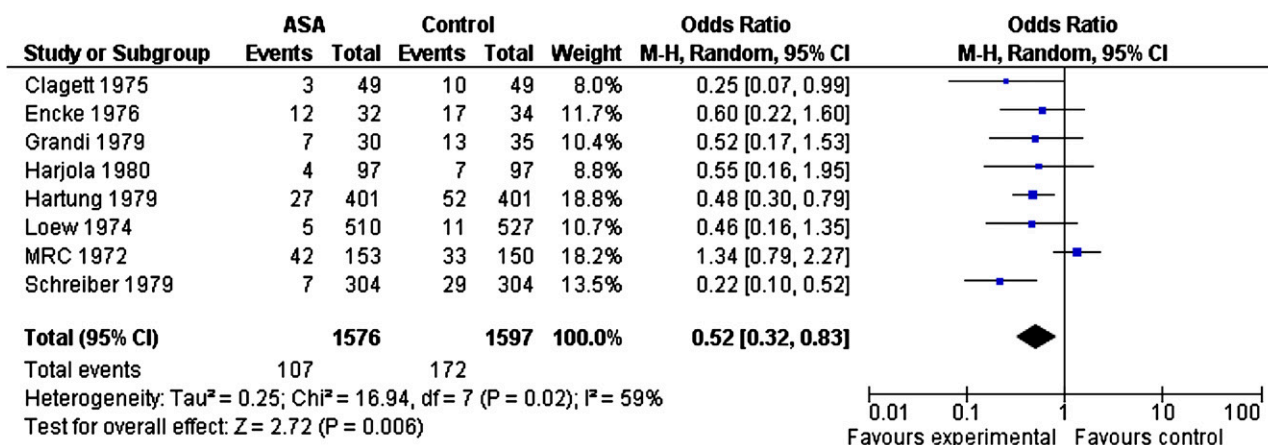 ASA Control Odds Ratio Odds Ratio
Study or Subgroup Events Total Events Total Weight M-H, Random, 95% CI M-H, Random, 95% CI
Clagett 1975 3 49 10 49 8.0% 0.25 [0.07, 0.99]
Encke 1976 12 32 17 34 11.7% 0.60 [0.22, 1.60]
Grandi 1979 7 30 13 35 10.4% 0.52 [0.17, 1.53]
Harjola 1980 4 97 7 97 8.8% 0.55 [0.16, 1.95]
Hartung 1979 27 401 52 401 18.8% 0.48 [0.30, 0.79]
Loew 1974 5 510 11 527 10.7% 0.46 [0.16, 1.35]
MRC 1972 42 153 33 150 18.2% 1.34 [0.79, 2.27]
Schreiber 1979 7 304 29 304 13.5% 0.22 [0.10, 0.52]
Total (95% CI) 1576 1597 100.0% 0.52 [0.32, 0.83]
Total events 107 172
Heterogeneity: Tau² = 0.25; Chi² = 16.94, df = 7 (P = 0.02); I² = 59%
Test for overall effect: Z = 2.72 (P = 0.006)
0.01 0.1 1 10 100
Favours experimental Favours control